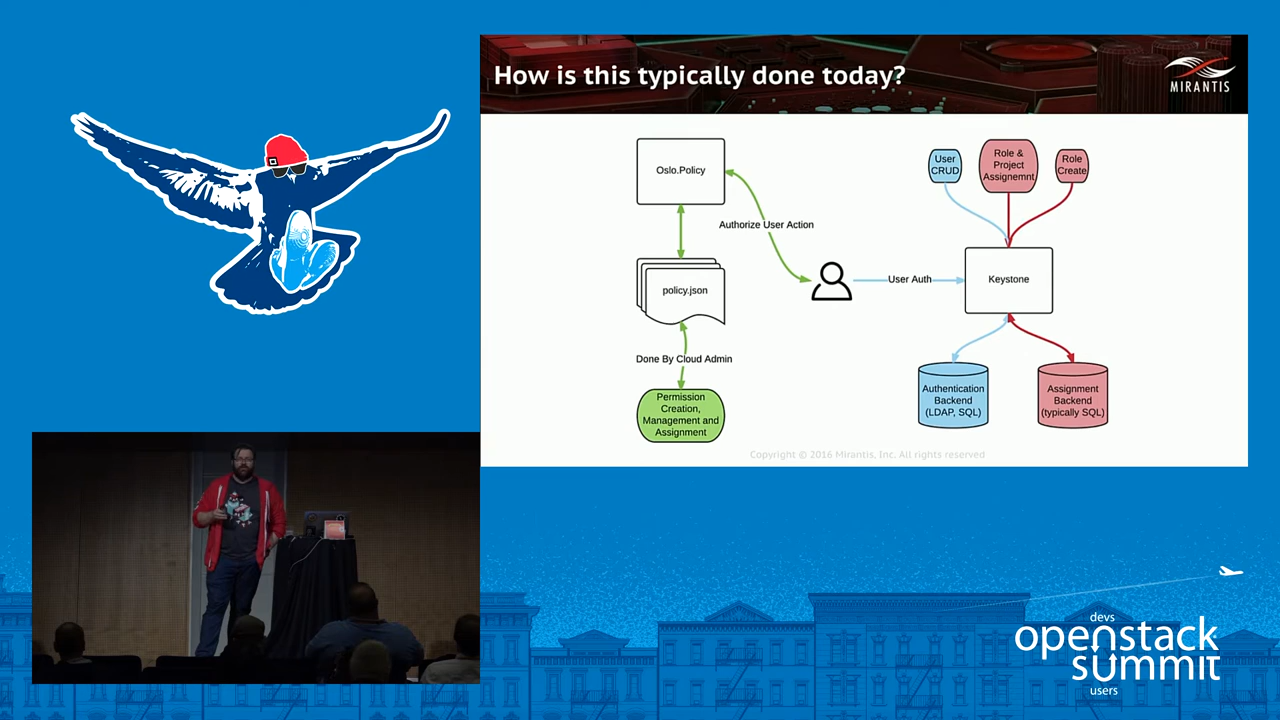 How is this typically done today?
MIRANTIS
Oslo.Policy
User
CRUD
Role &
Project
Assignemnt
Role
Create
Authorize User Action
policy.json
User Auth
Keystone
Done By Cloud Admin
Permission
Creation,
Management and
Assignment
Authentication
Backend
(LDAP, SQL)
Assignment
Backend
(typically SQL)
Copyright © 2016 Mirantis, Inc. All rights reserved
devs
openstack
summit
users